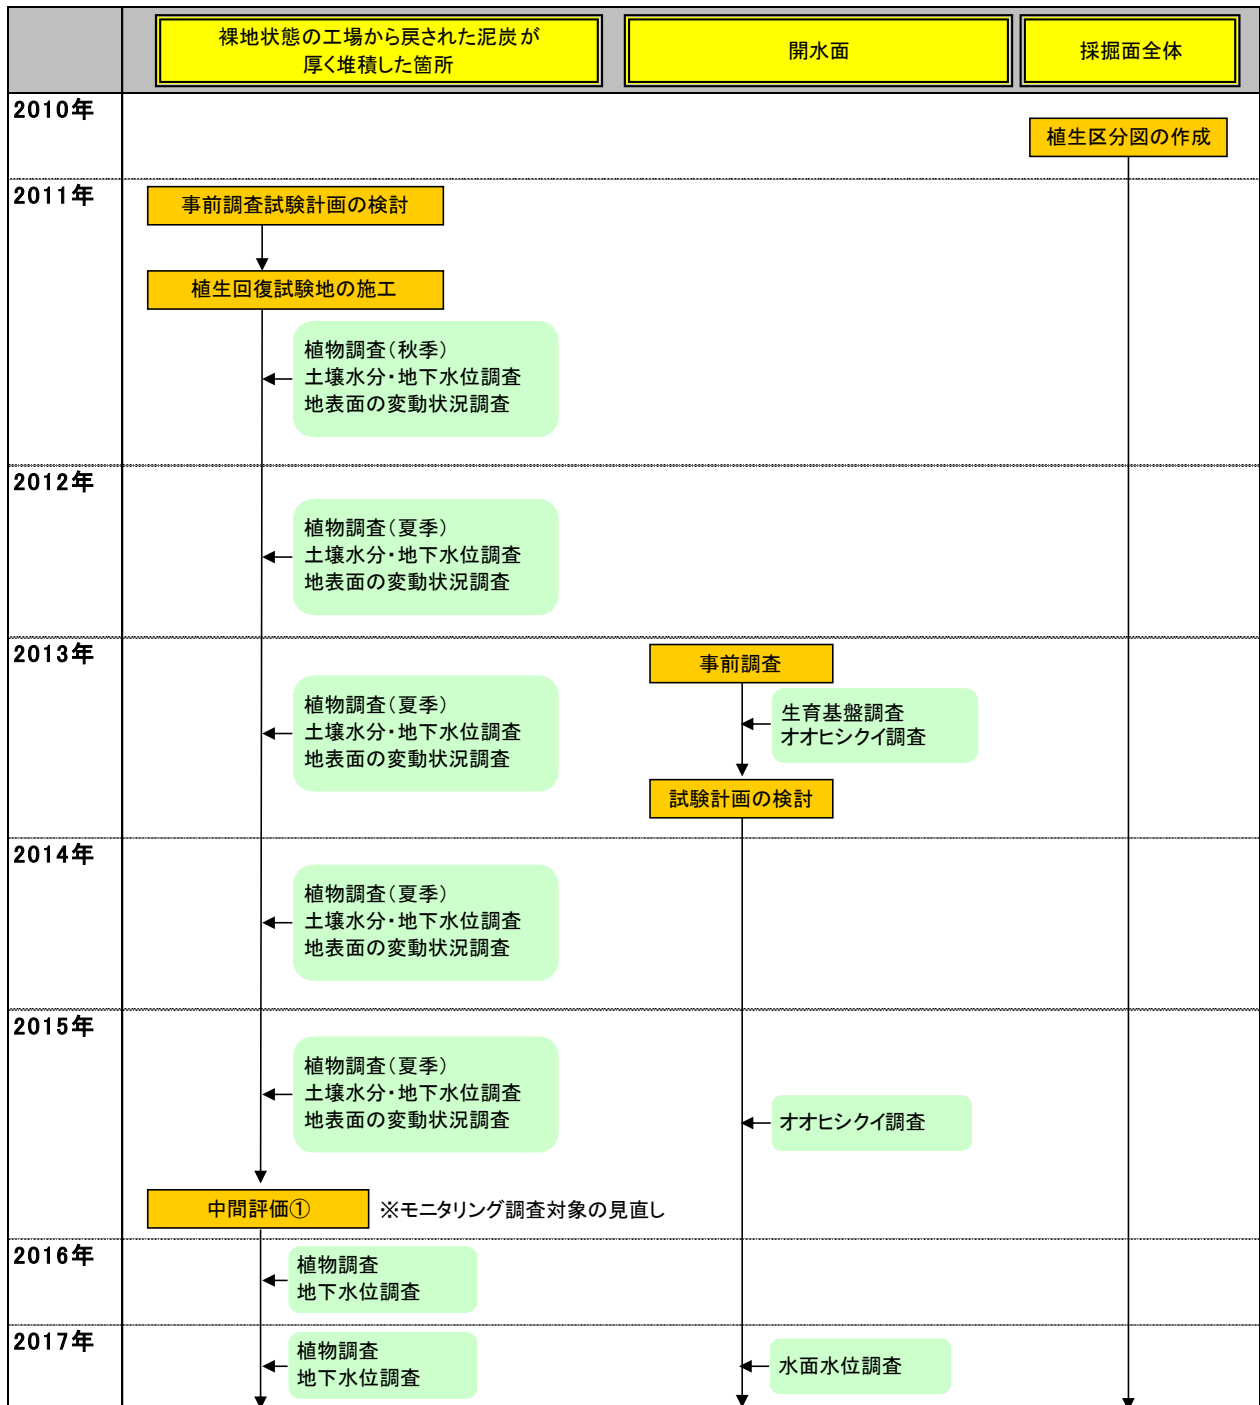 裸地状態の工場から戻された泥炭が
厚く堆積した箇所
開水面
採掘面全体
2010年
植生区分図の作成
2011年
事前調査試験計画の検討
植生回復試験地の施工
植物調査(秋季)
土壌水分・地下水位調査
地表面の変動状況調査
2012年
植物調査(夏季)
土壌水分・地下水位調査
地表面の変動状況調査
2013年
事前調査
植物調査(夏季)
土壌水分・地下水位調査
地表面の変動状況調査
生育基盤調査
オオヒシクイ調査
試験計画の検討
2014年
植物調査(夏季)
土壌水分・地下水位調査
地表面の変動状況調査
2015年
植物調査(夏季)
土壌水分・地下水位調査
地表面の変動状況調査
オオヒシクイ調査
中間評価① ※モニタリング調査対象の見直し
2016年
植物調査
地下水位調査
2017年
植物調査
地下水位調査
水面水位調査